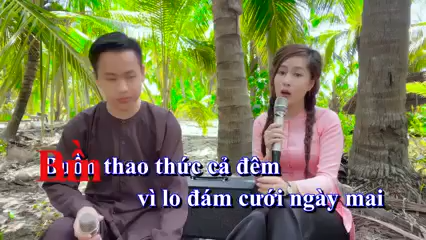 Buồn thao thức cả đêm
vì lo đám cưới ngày mai